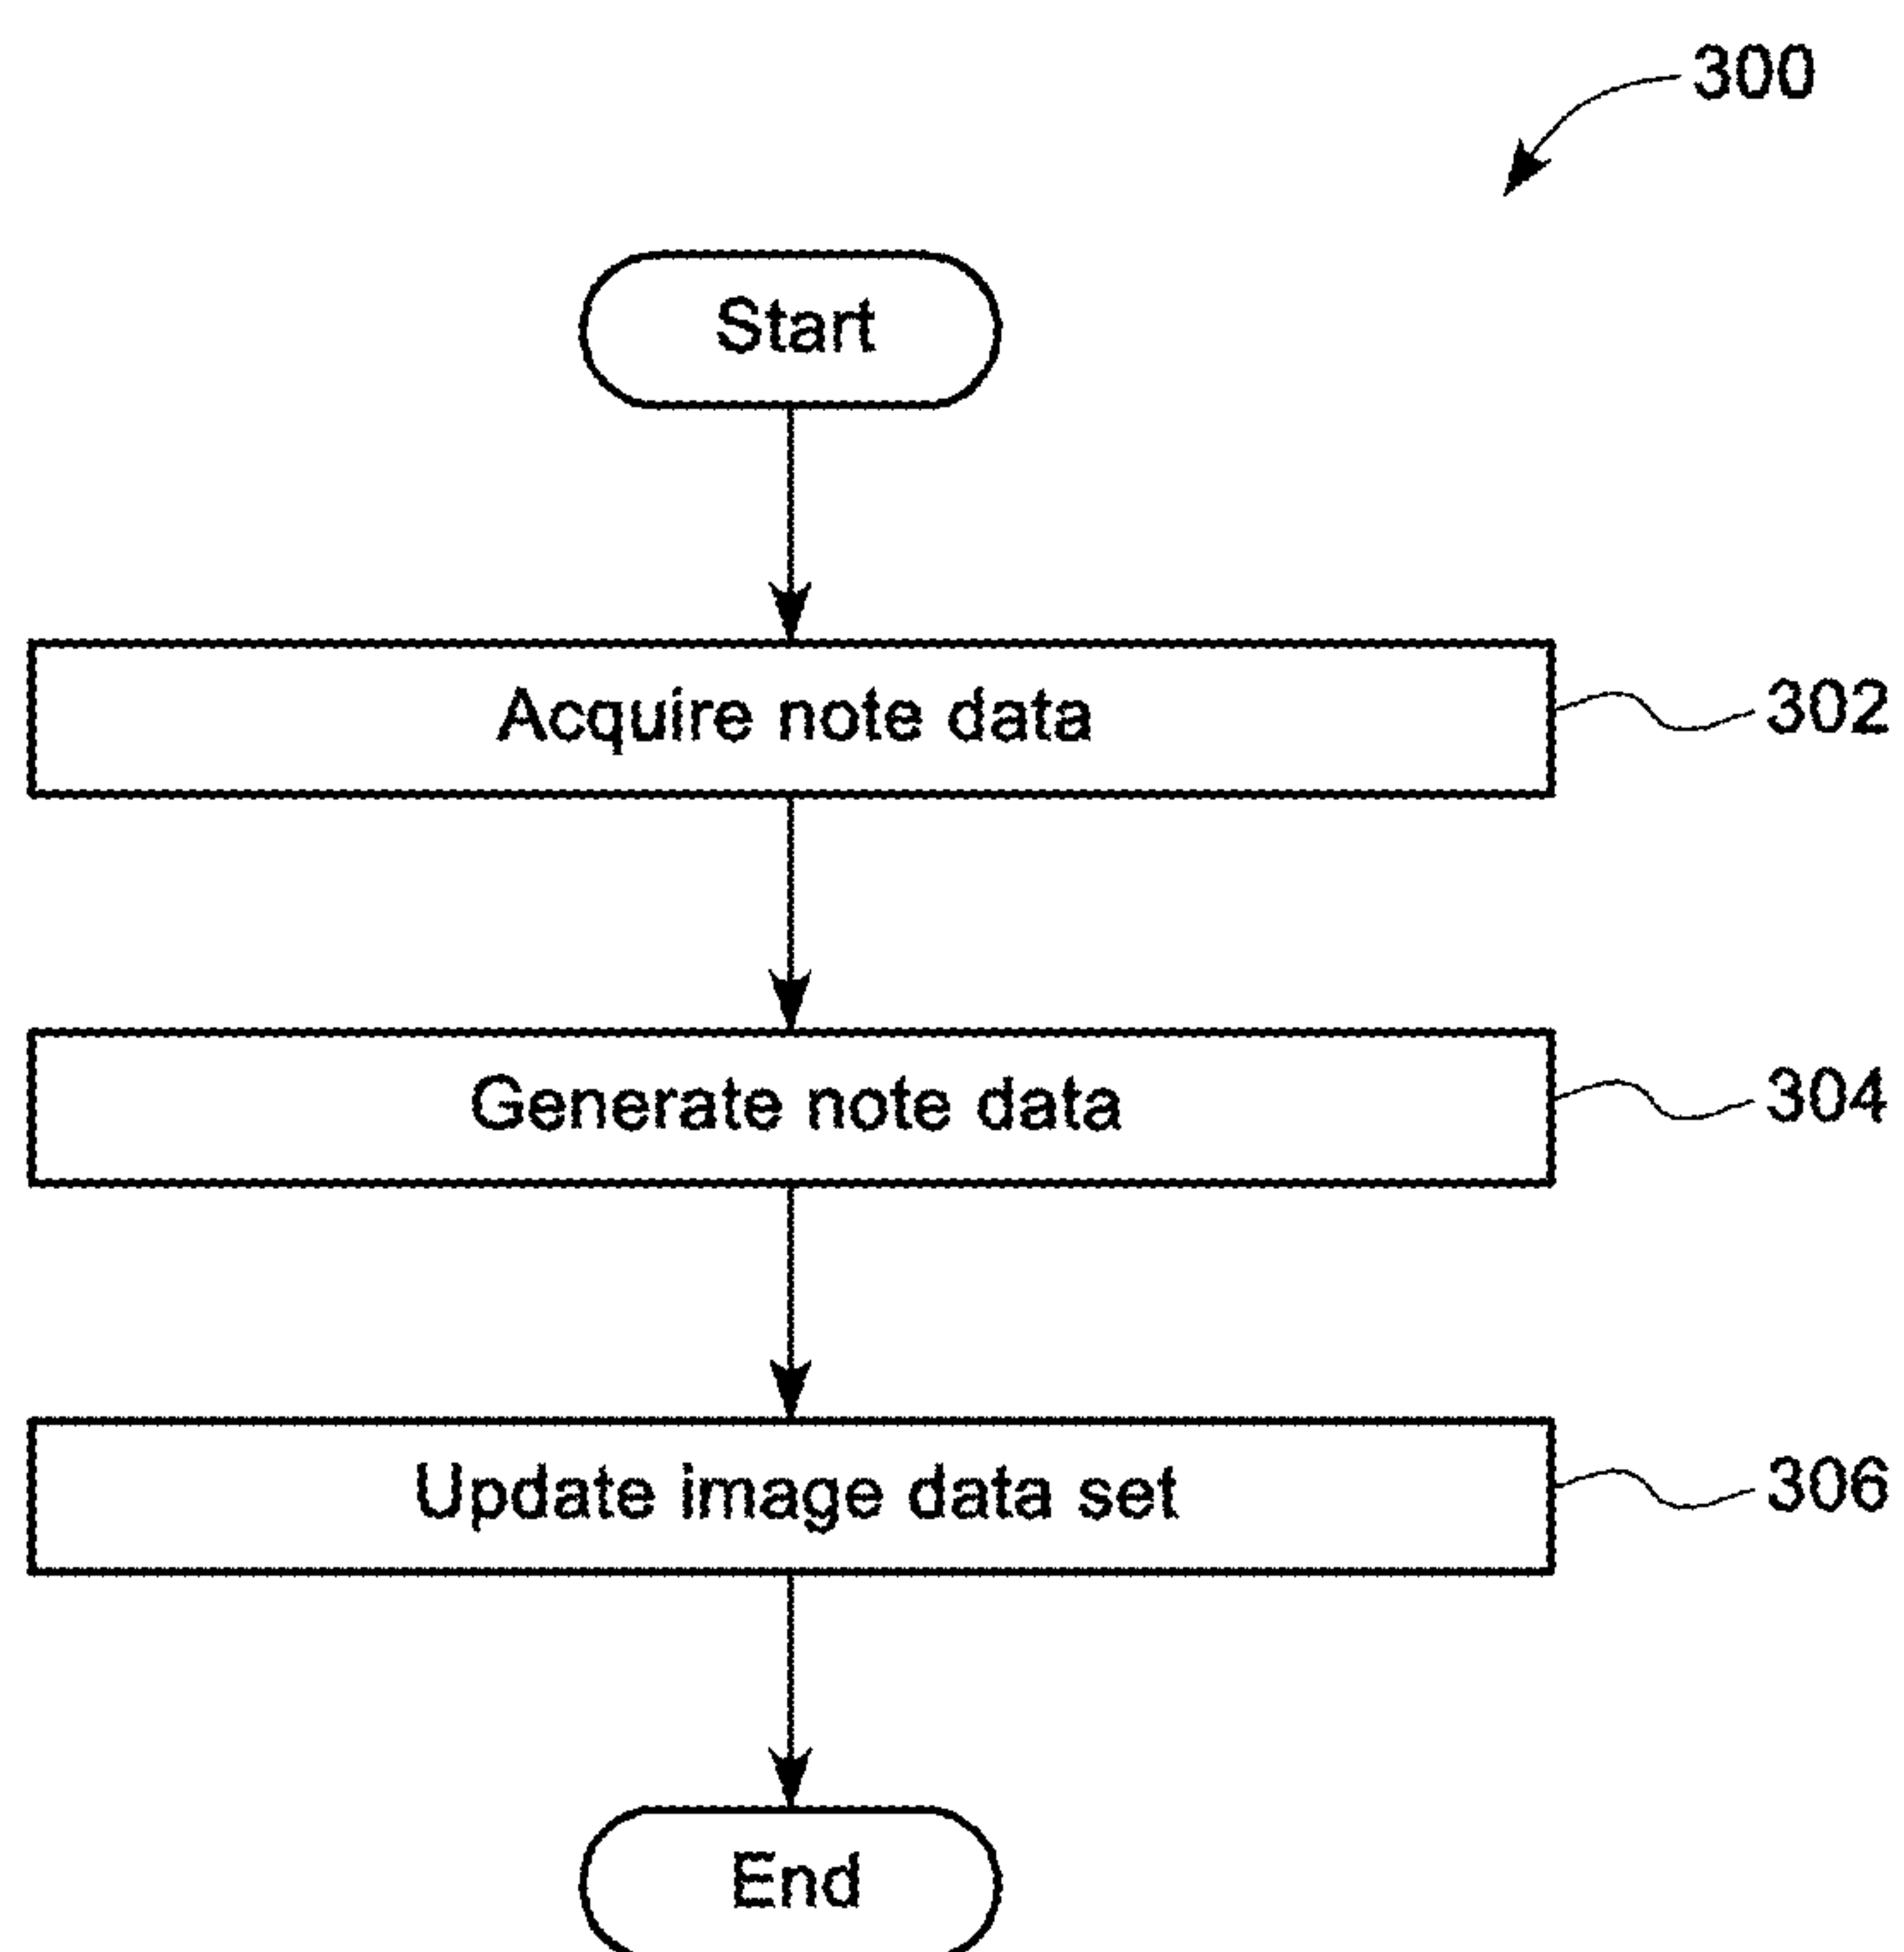 300
Start
Acquire note data
302
Generate note data
304
Update image data set
306
End